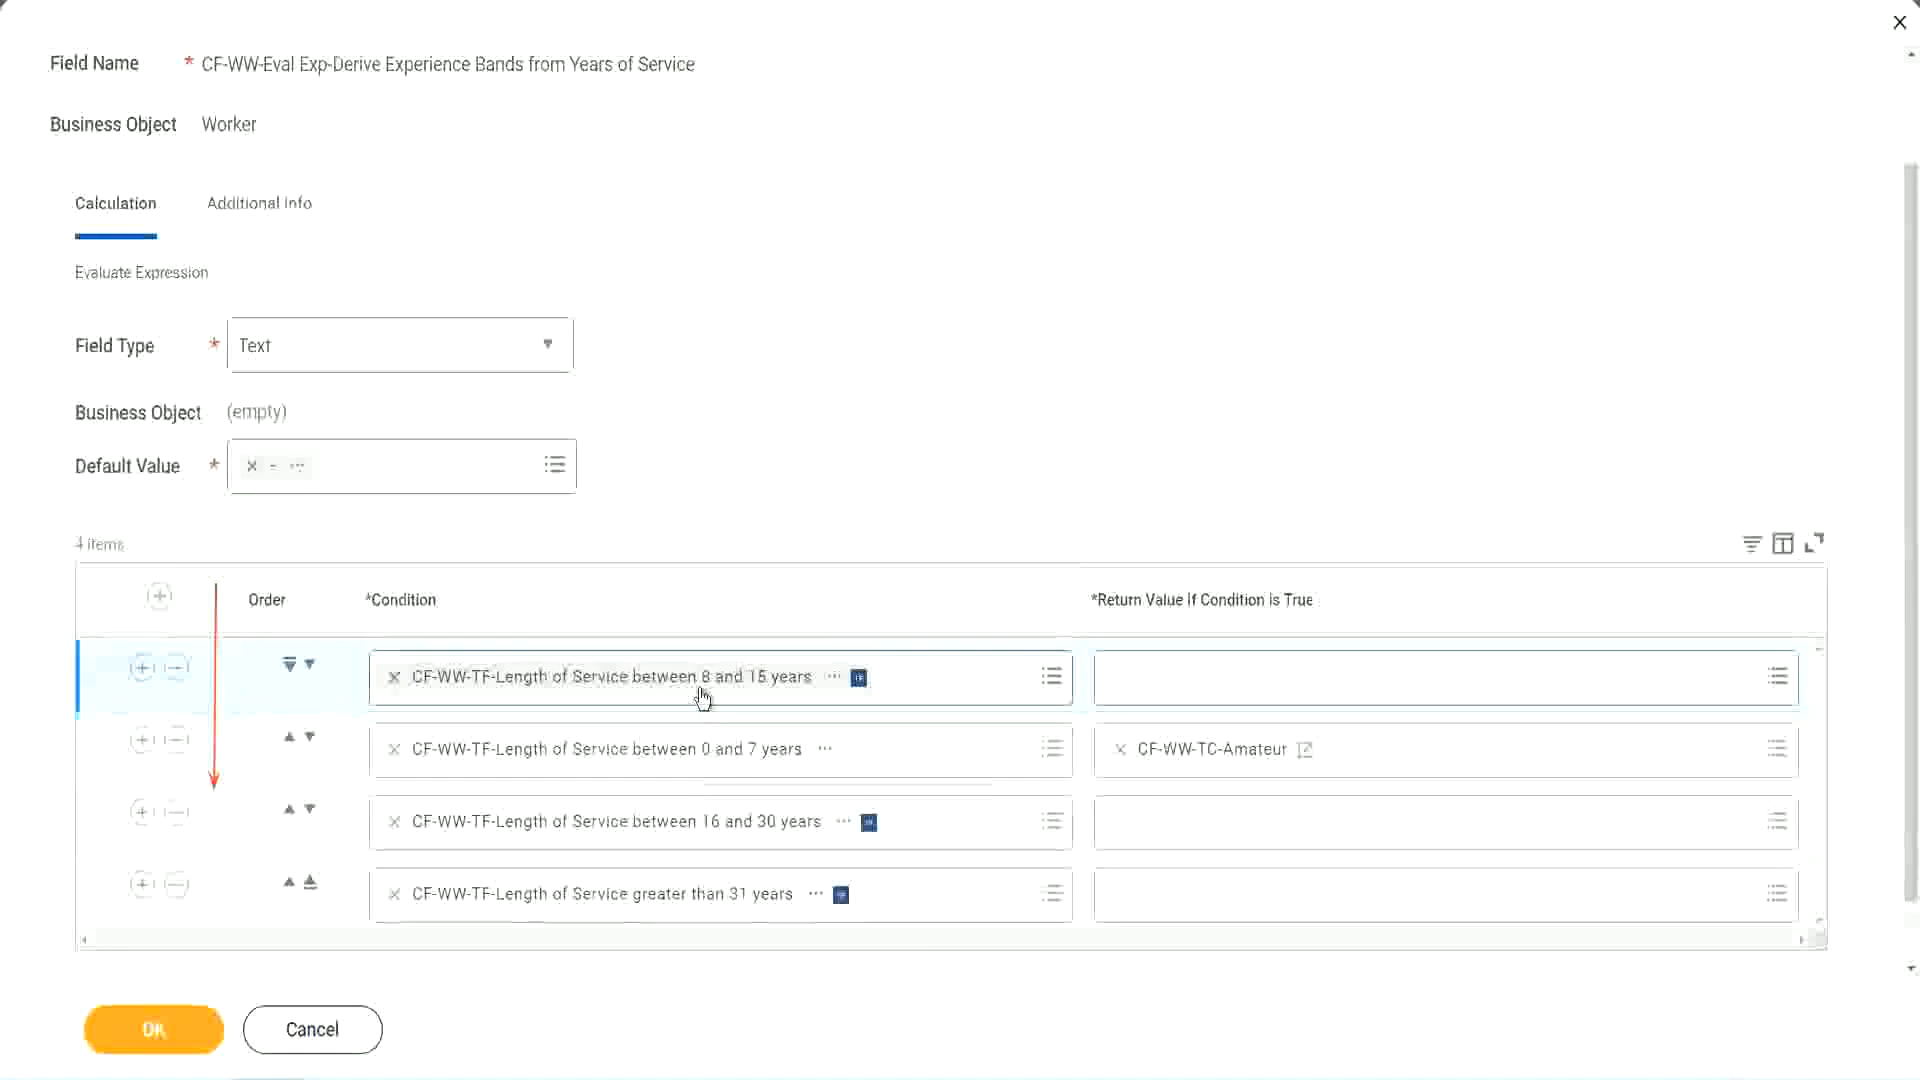 Field Name * CF-WW-Eval Exp-Derive Experience Bands from Years of Service
Business Object Worker
Calculation Additional Info
Evaluate Expression
Field Type * Text
Business Object (empty)
Default Value * -
4 items
Order *Condition *Return Value if Condition is True
CF-WW-TF-Length of Service between 8 and 15 years
CF-WW-TF-Length of Service between 0 and 7 years CF-WW-TC-Amateur
CF-WW-TF-Length of Service between 16 and 30 years
CF-WW-TF-Length of Service greater than 31 years
OK Cancel